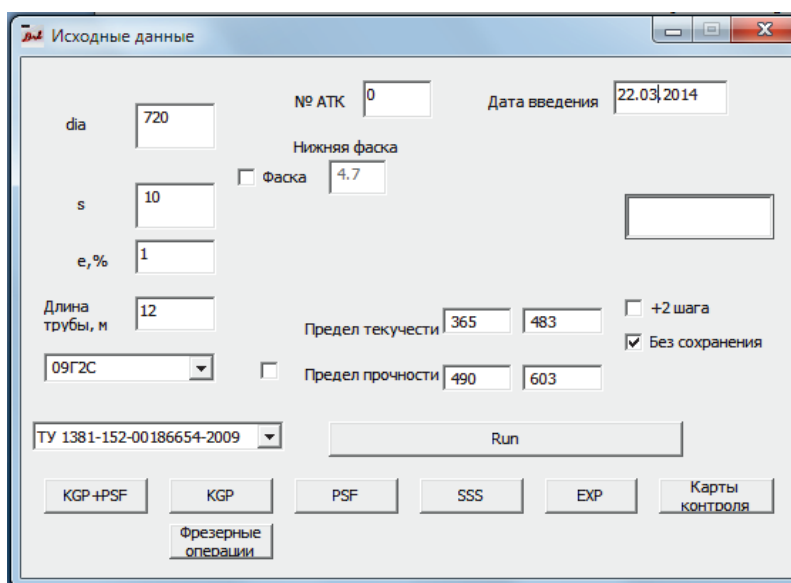 Исходные данные
№ АТК 0 Дата введения 22.03.2014
dia 720
Нижняя фаска
Фаска 4.7
s 10
e,% 1
Длина
трубы, м 12
Предел текучести 365 483
+2 шага
Без сохранения
09Г2С
Предел прочности 490 603
ТУ 1381-152-00186654-2009
Run
KGP+PSF KGP PSF SSS EXP
Карты
контроля
Фрезерные
операции